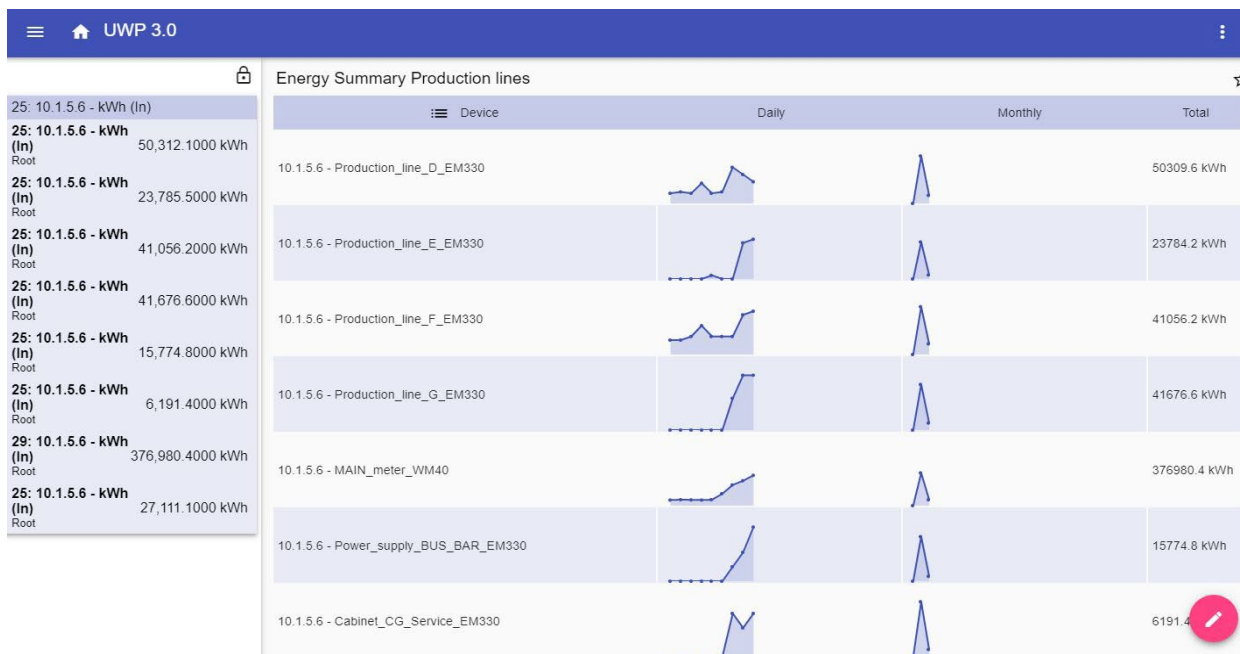 UWP 3.0
25: 10.1.5.6 - kWh (In)
25: 10.1.5.6 - kWh
(In)
Root
50,312.1000 kWh
25: 10.1.5.6 - kWh
(In)
Root
23,785.5000 kWh
25: 10.1.5.6 - kWh
(In)
Root
41,056.2000 kWh
25: 10.1.5.6 - kWh
(In)
Root
41,676.6000 kWh
25: 10.1.5.6 - kWh
(In)
Root
15,774.8000 kWh
25: 10.1.5.6 - kWh
(In)
Root
6,191.4000 kWh
29: 10.1.5.6 - kWh
(In)
Root
376,980.4000 kWh
25: 10.1.5.6 - kWh
(In)
Root
27,111.1000 kWh
Energy Summary Production lines
Device Daily Monthly Total
10.1.5.6 - Production_line_D_EM330 50309.6 kWh
10.1.5.6 - Production_line_E_EM330 23784.2 kWh
10.1.5.6 - Production_line_F_EM330 41056.2 kWh
10.1.5.6 - Production_line_G_EM330 41676.6 kWh
10.1.5.6 - MAIN_meter_WM40 376980.4 kWh
10.1.5.6 - Power_supply_BUS_BAR_EM330 15774.8 kWh
10.1.5.6 - Cabinet_CG_Service_EM330 6191.4